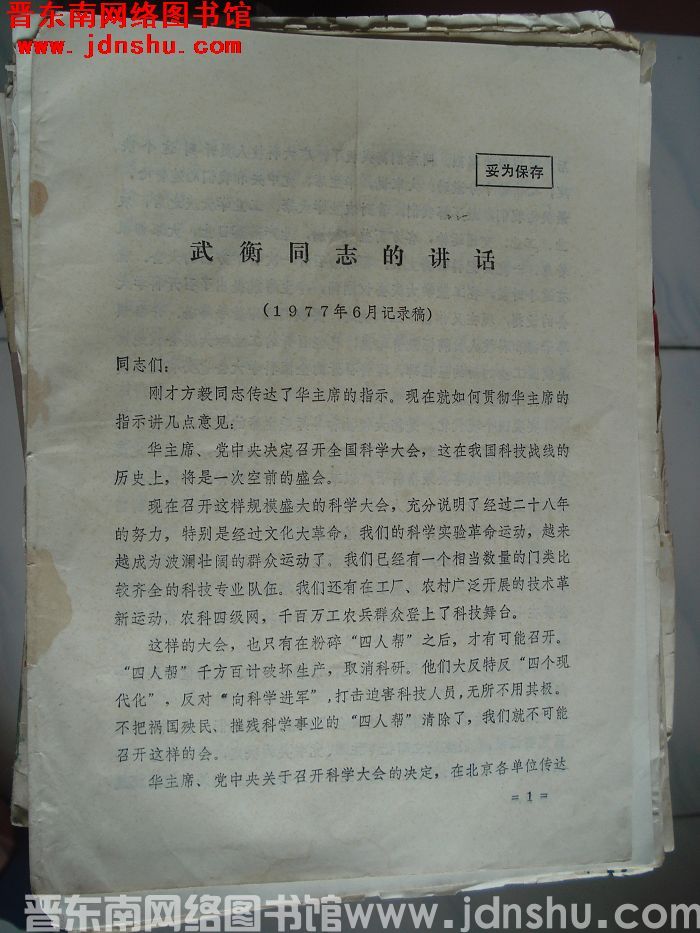 晋东南网络图书馆
www.jdnshu.com
妥为保存
武衡同志的讲话
(1977年6月记录稿)
同志们:
刚才方毅同志传达了华主席的指示。现在就如何贯彻华主席的
指示讲几点意见:
华主席、党中央决定召开全国科学大会,这在我国科技战线的
历史上,将是一次空前的盛会。
现在召开这样规模盛大的科学大会,充分说明了经过二十八年
的努力,特别是经过文化大革命,我们的科学实验革命运动,越来
越成为波澜壮阔的群众运动了。我们已经有一个相当数量的门类比
较齐全的科技专业队伍。我们还有在工厂、农村广泛开展的技术革
新运动,农科四级网,千百万工农兵群众登上了科技舞台。
这样的大会,也只有在粉碎“四人帮”之后,才有可能召开。
“四人帮”千方百计破坏生产,取消科研。他们大反特反“四个现
代化”,反对“向科学进军”,打击迫害科技人员,无所不用其极。
不把祸国殃民、摧残科学事业的“四人帮”清除了,我们就不可能
召开这样的会。
华主席、党中央关于召开科学大会的决定,在北京各单位传达
=1=
晋东南网络图书馆www.jdnshu.com